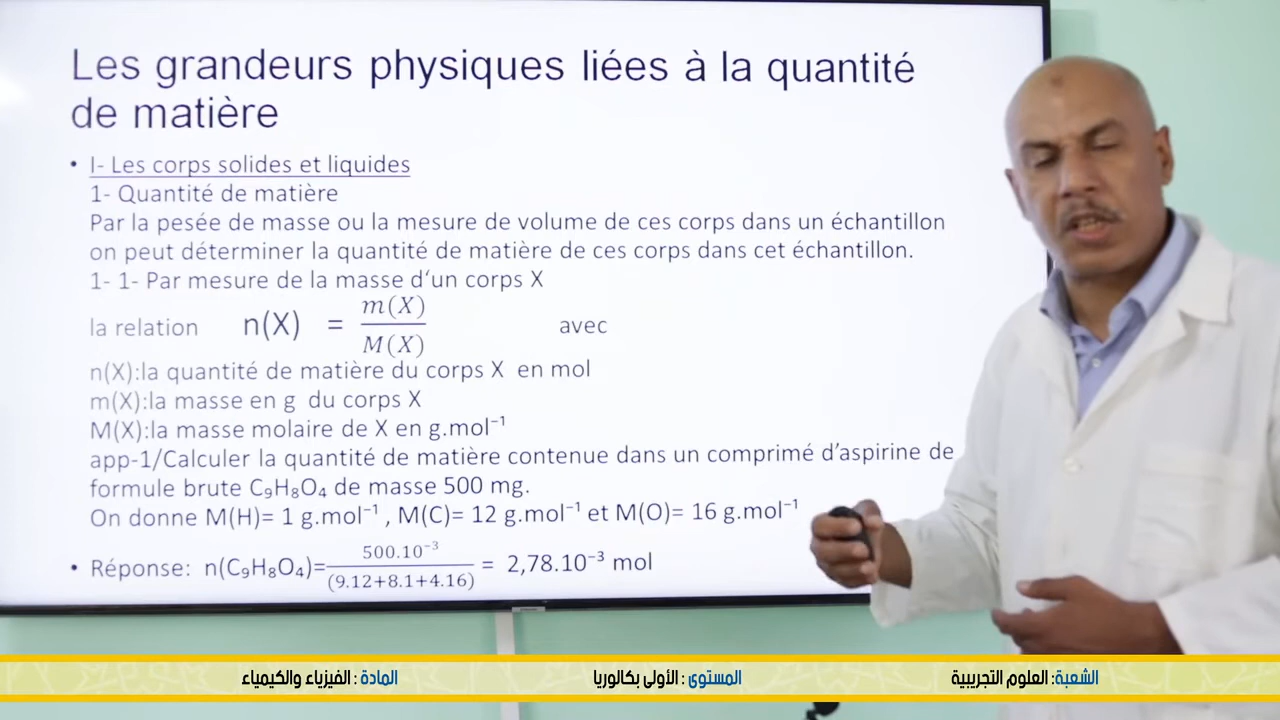 Les grandeurs physiques liées à la quantité
de matière
• I- Les corps solides et liquides
1- Quantité de matière
Par la pesée de masse ou la mesure de volume de ces corps dans un échantillon
on peut déterminer la quantité de matière de ces corps dans cet échantillon.
1- 1- Par mesure de la masse d‘un corps X
la relation n(X) = m(X)/M(X) avec
n(X):la quantité de matière du corps X en mol
m(X):la masse en g du corps X
M(X):la masse molaire de X en g.mol⁻¹
app-1/Calculer la quantité de matière contenue dans un comprimé d’aspirine de
formule brute C₉H₈O₄ de masse 500 mg.
On donne M(H)= 1 g.mol⁻¹ , M(C)= 12 g.mol⁻¹ et M(O)= 16 g.mol⁻¹
• Réponse: n(C₉H₈O₄)=500.10⁻³/(9.12+8.1+4.16) = 2,78.10⁻³ mol
الشعبة: العلوم التجريبية المستوى : الأولى بكالوريا المادة : الفيزياء والكيمياء